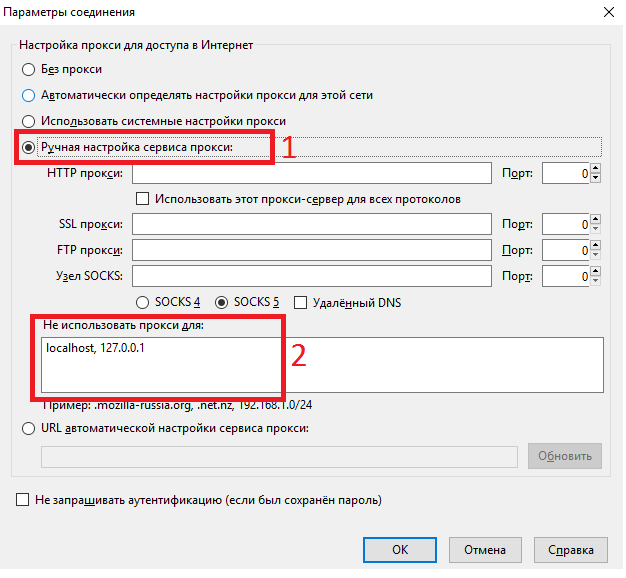 Параметры соединения
Настройка прокси для доступа в Интернет
Без прокси
Автоматически определять настройки прокси для этой сети
Использовать системные настройки прокси
Ручная настройка сервиса прокси: 1
HTTP прокси: Порт: 0
Использовать этот прокси-сервер для всех протоколов
SSL прокси: Порт: 0
FTP прокси: Порт: 0
Узел SOCKS: Порт: 0
SOCKS 4 SOCKS 5 Удалённый DNS
Не использовать прокси для:
localhost, 127.0.0.1 2
Пример: .mozilla-russia.org, .net.nz, 192.168.1.0/24
URL автоматической настройки сервиса прокси:
Обновить
Не запрашивать аутентификацию (если был сохранён пароль)
OK Отмена Справка